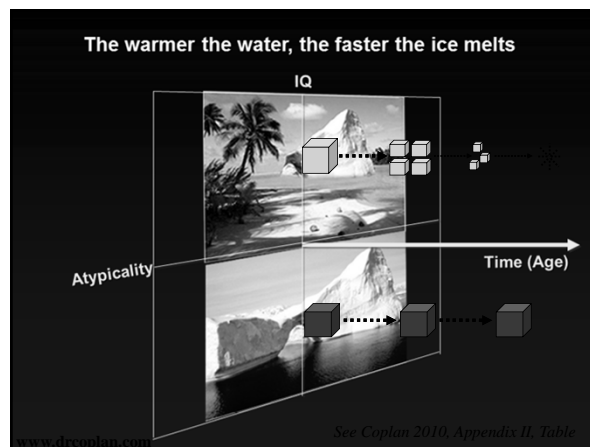 The warmer the water, the faster the ice melts
IQ
Atypicality
Time (Age)
See Coplan 2010, Appendix II, Table
www.drcoplan.com